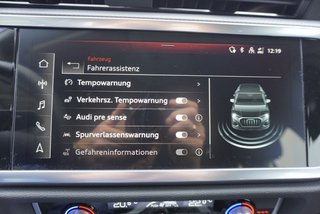 12:19
Fahrzeug
Fahrerassistenz
Tempowarnung
Verkehrsz. Tempowarnung
Audi pre sense
Spurverlassenswarnung
Gefahreninformationen